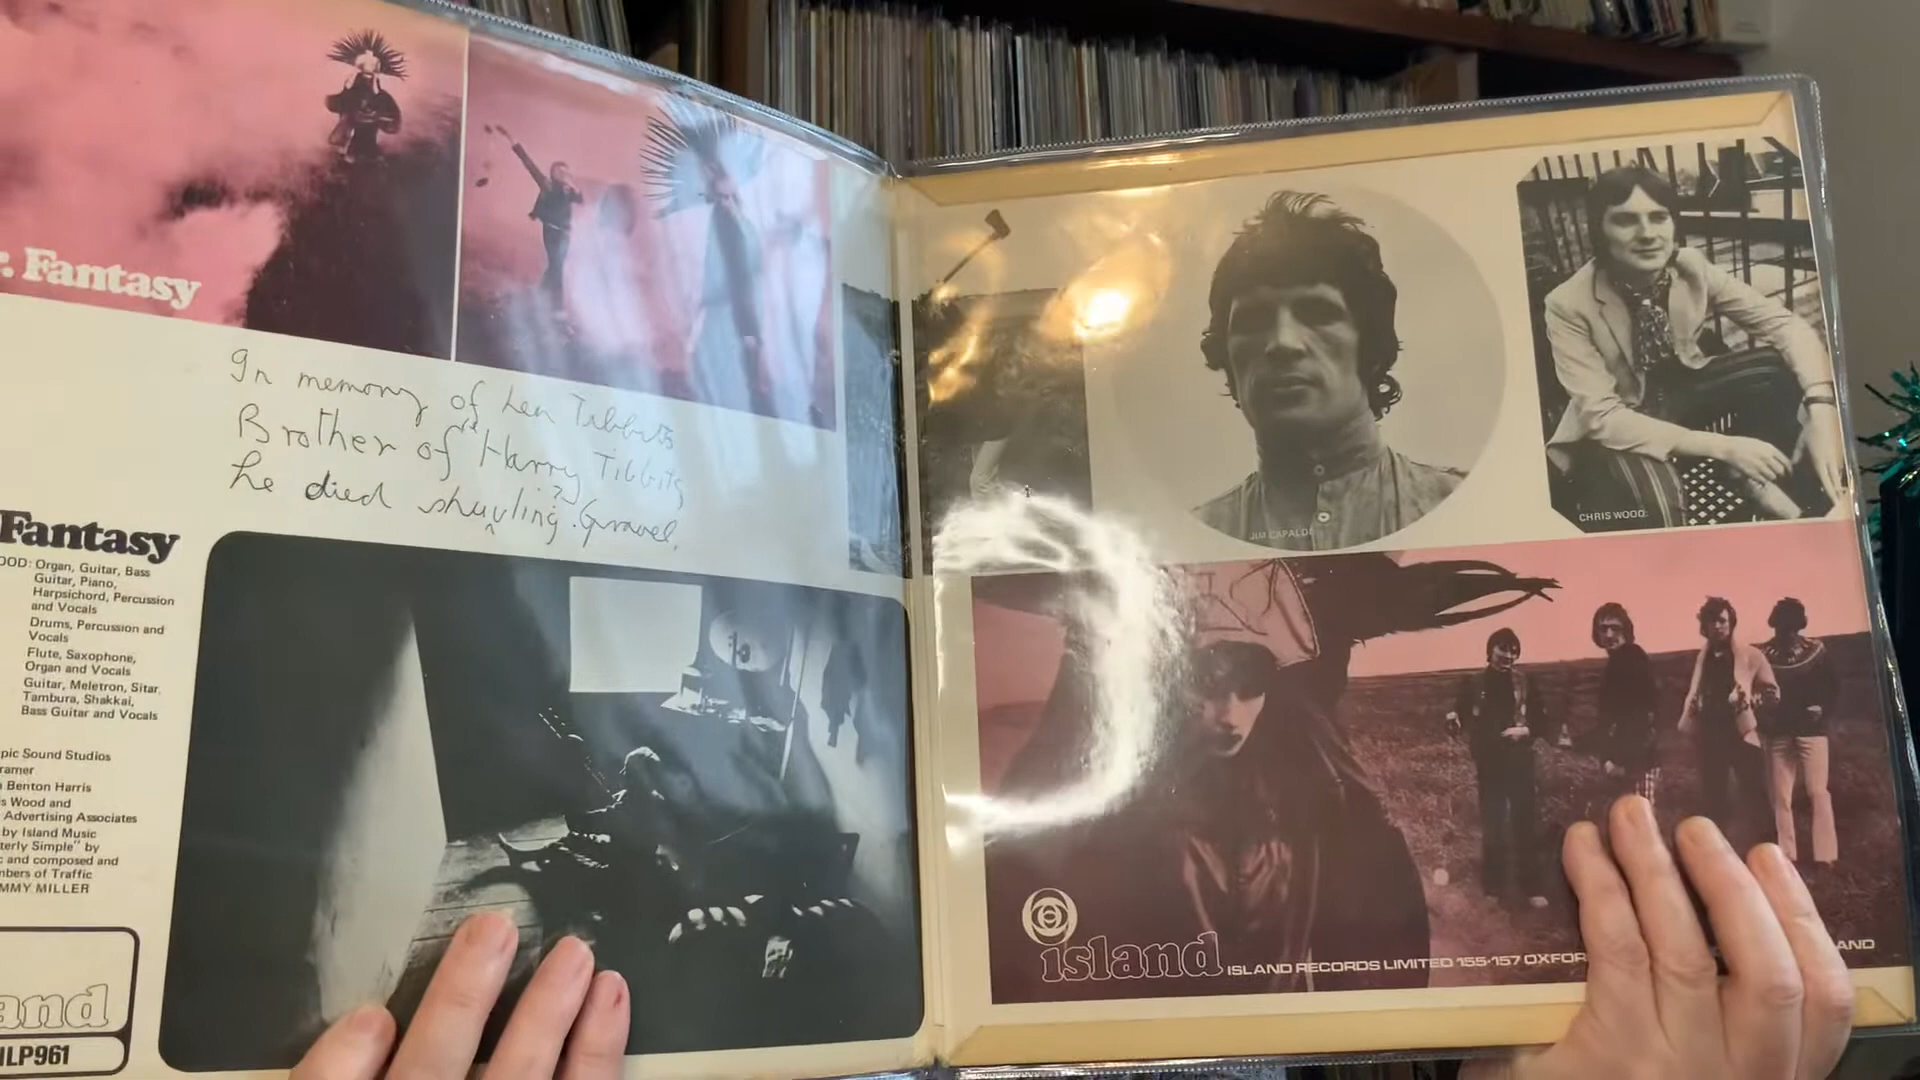 . Fantasy
In memory of Len Tibbits
Brother of "Harry Tibbits
he died shuvling? Gravel.
Fantasy
OOD: Organ, Guitar, Bass
Guitar, Piano,
Harpsichord, Percussion
and Vocals
Drums, Percussion and
Vocals
Flute, Saxophone,
Organ and Vocals
Guitar, Meletron, Sitar,
Tambura, Shakkai,
Bass Guitar and Vocals
pic Sound Studios
ramer
Benton Harris
s Wood and
Advertising Associates
by Island Music
terly Simple" by
c and composed and
mbers of Traffic
MMY MILLER
and
ILP961
JIM CAPALDI
CHRIS WOOD:
island
ISLAND RECORDS LIMITED 155-157 OXFOR
AND